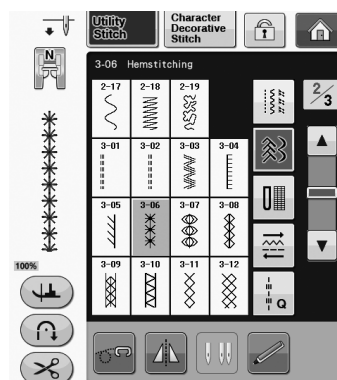 Utility
Stitch
Character
Decorative
Stitch
N
3-06 Hemstitching
2/3
2-17 2-18 2-19
3-01 3-02 3-03 3-04
3-05 3-06 3-07 3-08
100%
3-09 3-10 3-11 3-12
Q